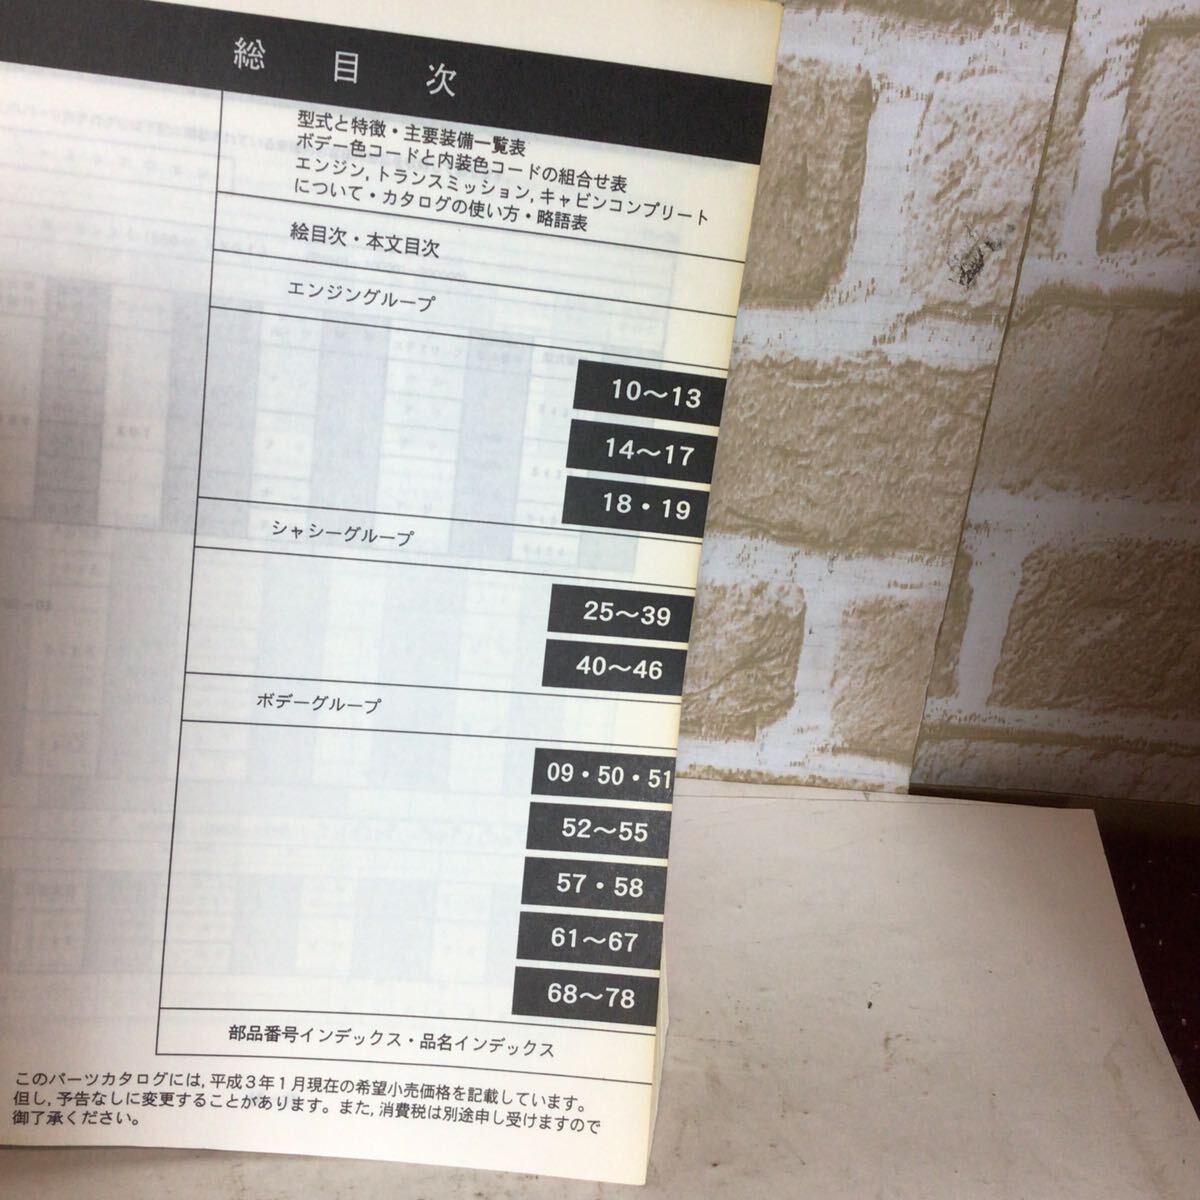 総目次
型式と特徴・主要装備一覧表
ボデー色コードと内装色コードの組合せ表
エンジン,トランスミッション,キャビンコンプリート
について・カタログの使い方・略語表
絵目次・本文目次
エンジングループ
10〜13
14〜17
18・19
シャシーグループ
25〜39
40〜46
ボデーグループ
09・50・51
52〜55
57・58
61〜67
68〜78
部品番号インデックス・品名インデックス
このパーツカタログには,平成3年1月現在の希望小売価格を記載しています。
但し,予告なしに変更することがあります。また,消費税は別途申し受けますので
御了承ください。